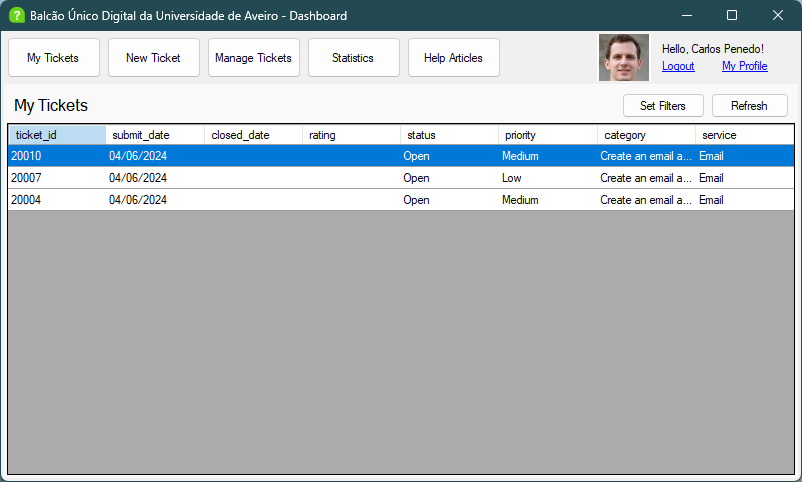 Balcão Único Digital da Universidade de Aveiro - Dashboard
My Tickets New Ticket Manage Tickets Statistics Help Articles
Hello, Carlos Penedo!
Logout My Profile
My Tickets Set Filters Refresh
ticket_id submit_date closed_date rating status priority category service
20010 04/06/2024 Open Medium Create an email a... Email
20007 04/06/2024 Open Low Create an email a... Email
20004 04/06/2024 Open Medium Create an email a... Email